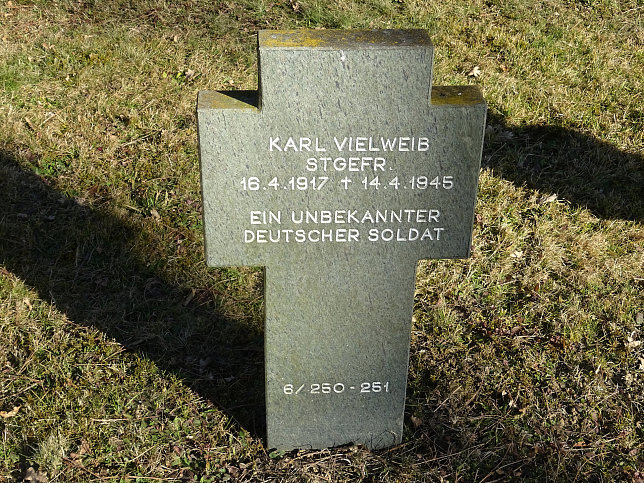 KARL VIELWEIB
STGEFR.
16.4.1917 ✝ 14.4.1945
EIN UNBEKANNTER
DEUTSCHER SOLDAT
6/250-251